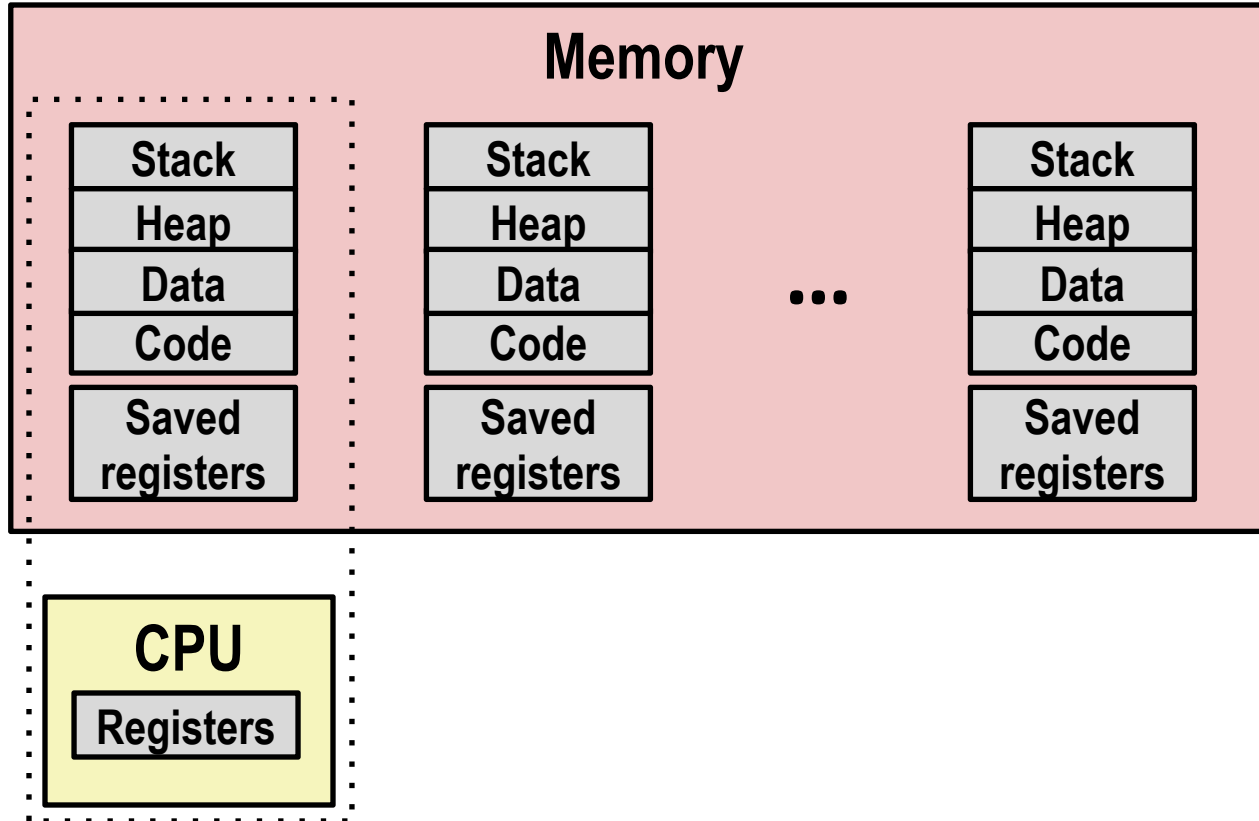 Memory
Stack
Heap
Data
Code
Saved
registers
Stack
Heap
Data
Code
Saved
registers
...
Stack
Heap
Data
Code
Saved
registers
CPU
Registers